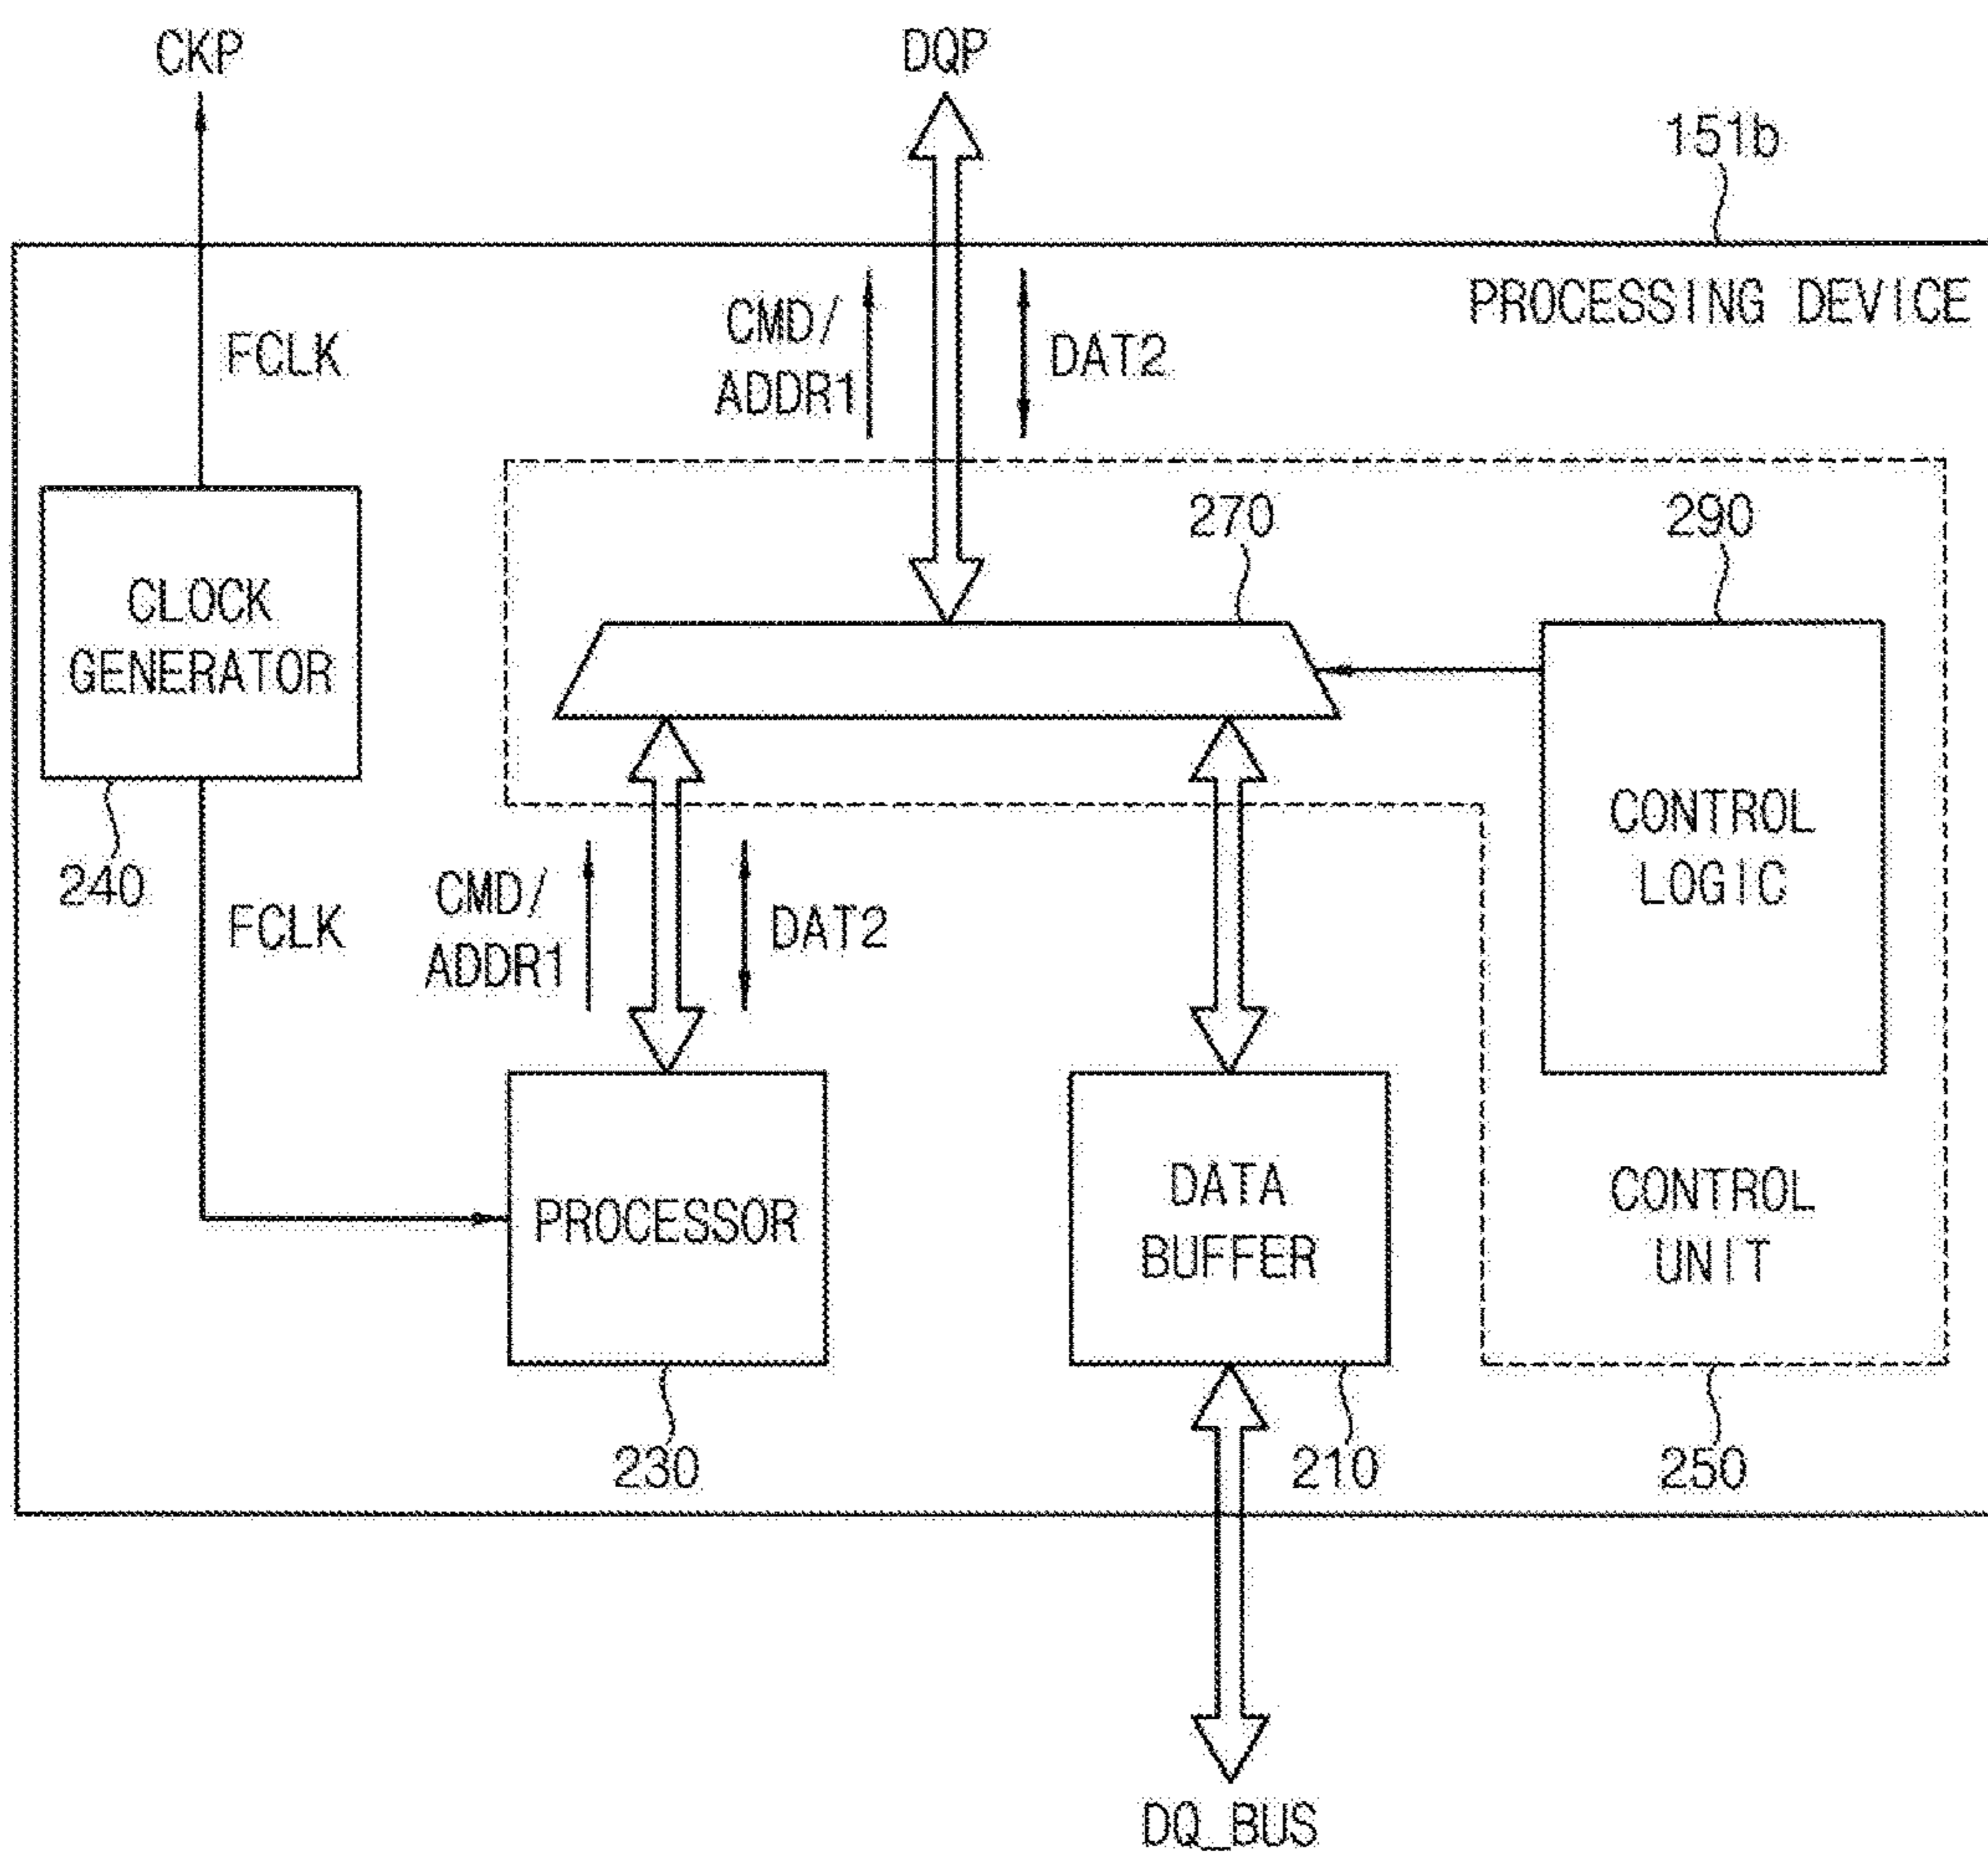 CKP
DQP
151b
PROCESSING DEVICE
FCLK
CMD/
ADDR1
DAT2
270
290
CLOCK
GENERATOR
240
FCLK
CMD/
ADDR1
DAT2
CONTROL
LOGIC
PROCESSOR
DATA
BUFFER
CONTROL
UNIT
230
210
250
DQ_BUS